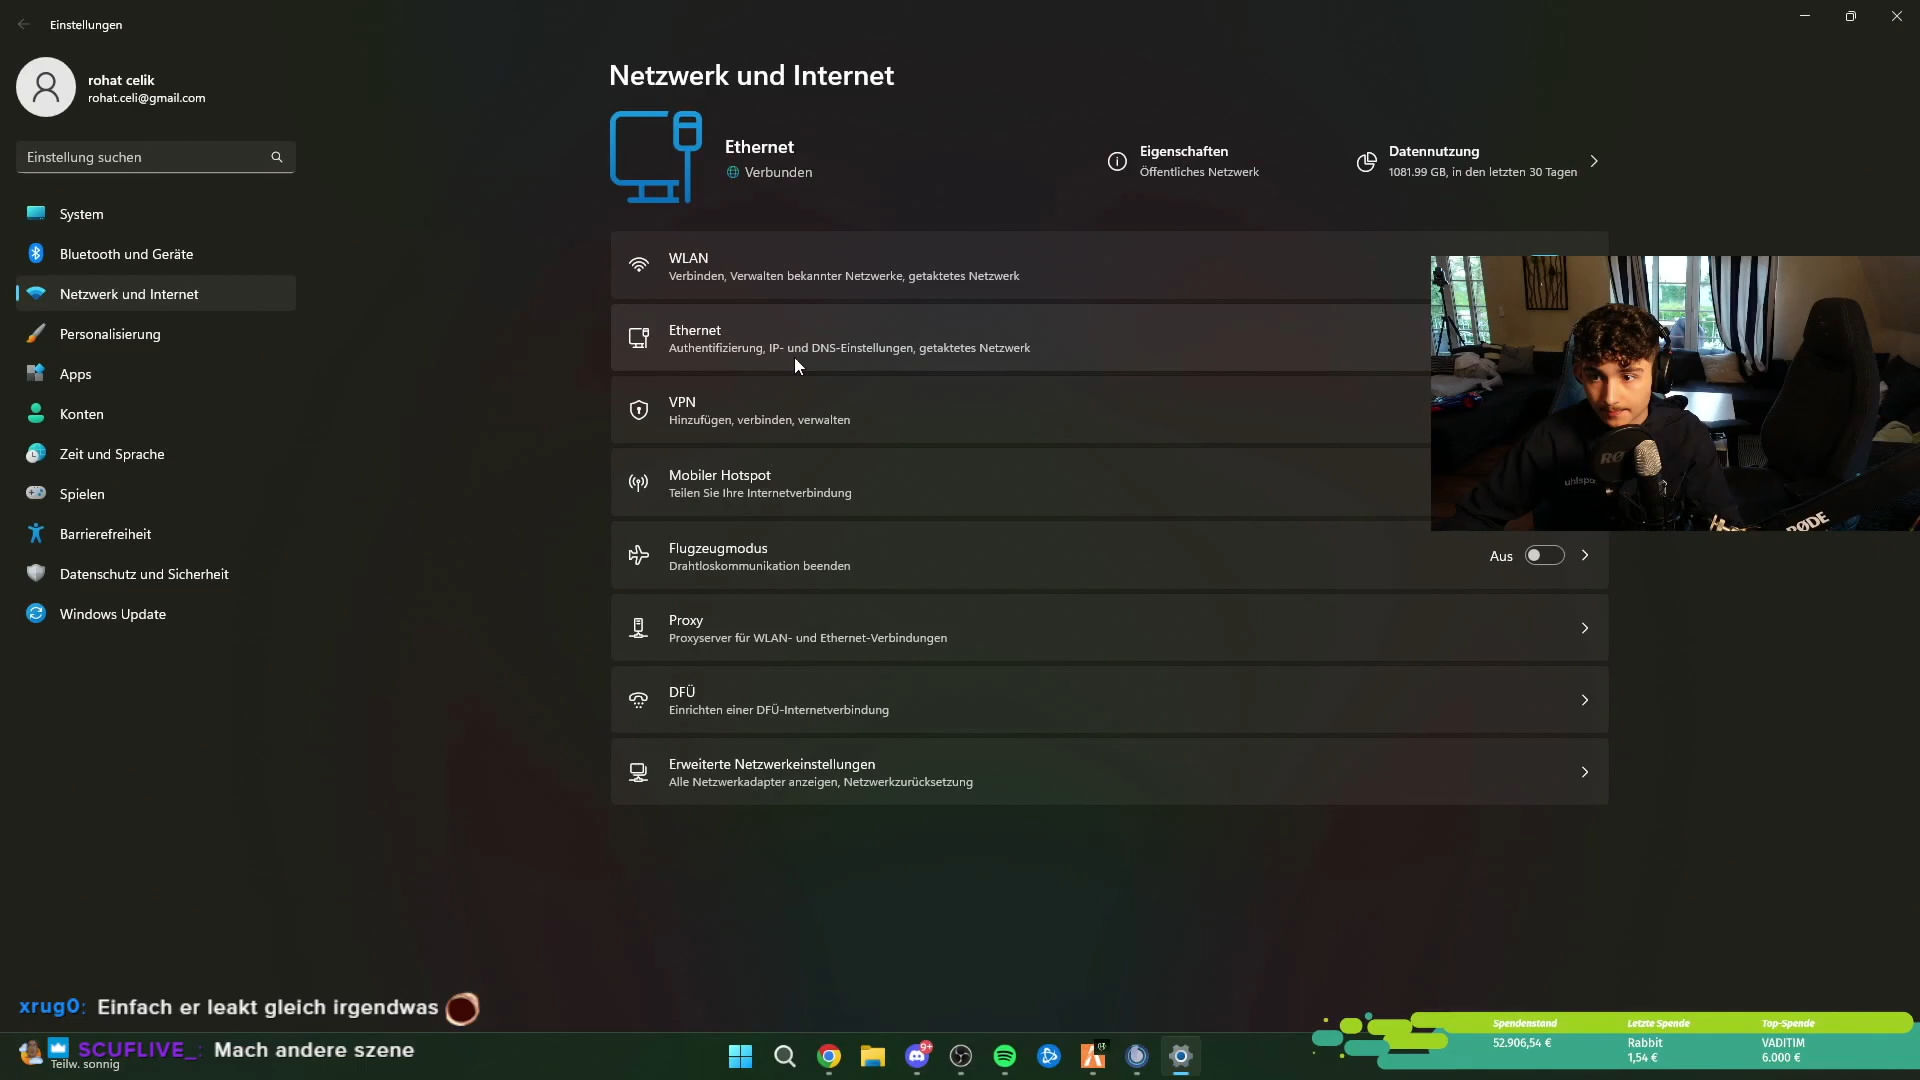 Einstellungen
rohat celik
rohat.celi@gmail.com
Einstellung suchen
System
Bluetooth und Geräte
Netzwerk und Internet
Personalisierung
Apps
Konten
Zeit und Sprache
Spielen
Barrierefreiheit
Datenschutz und Sicherheit
Windows Update
Netzwerk und Internet
Ethernet
Verbunden
Eigenschaften
Öffentliches Netzwerk
Datennutzung
1081.99 GB, in den letzten 30 Tagen
WLAN
Verbinden, Verwalten bekannter Netzwerke, getaktetes Netzwerk
Ethernet
Authentifizierung, IP- und DNS-Einstellungen, getaktetes Netzwerk
VPN
Hinzufügen, verbinden, verwalten
Mobiler Hotspot
Teilen Sie Ihre Internetverbindung
Flugzeugmodus
Drahtloskommunikation beenden
Aus
Proxy
Proxyserver für WLAN- und Ethernet-Verbindungen
DFÜ
Einrichten einer DFÜ-Internetverbindung
Erweiterte Netzwerkeinstellungen
Alle Netzwerkadapter anzeigen, Netzwerkzurücksetzung
RØDE
xrug0: Einfach er leakt gleich irgendwas
SCUFLIVE_: Mach andere szene
Teilw. sonnig
9+
Spendenstand
52.906,54 €
Letzte Spende
Rabbit
1,54 €
Top-Spende
VADITIM
6.000 €